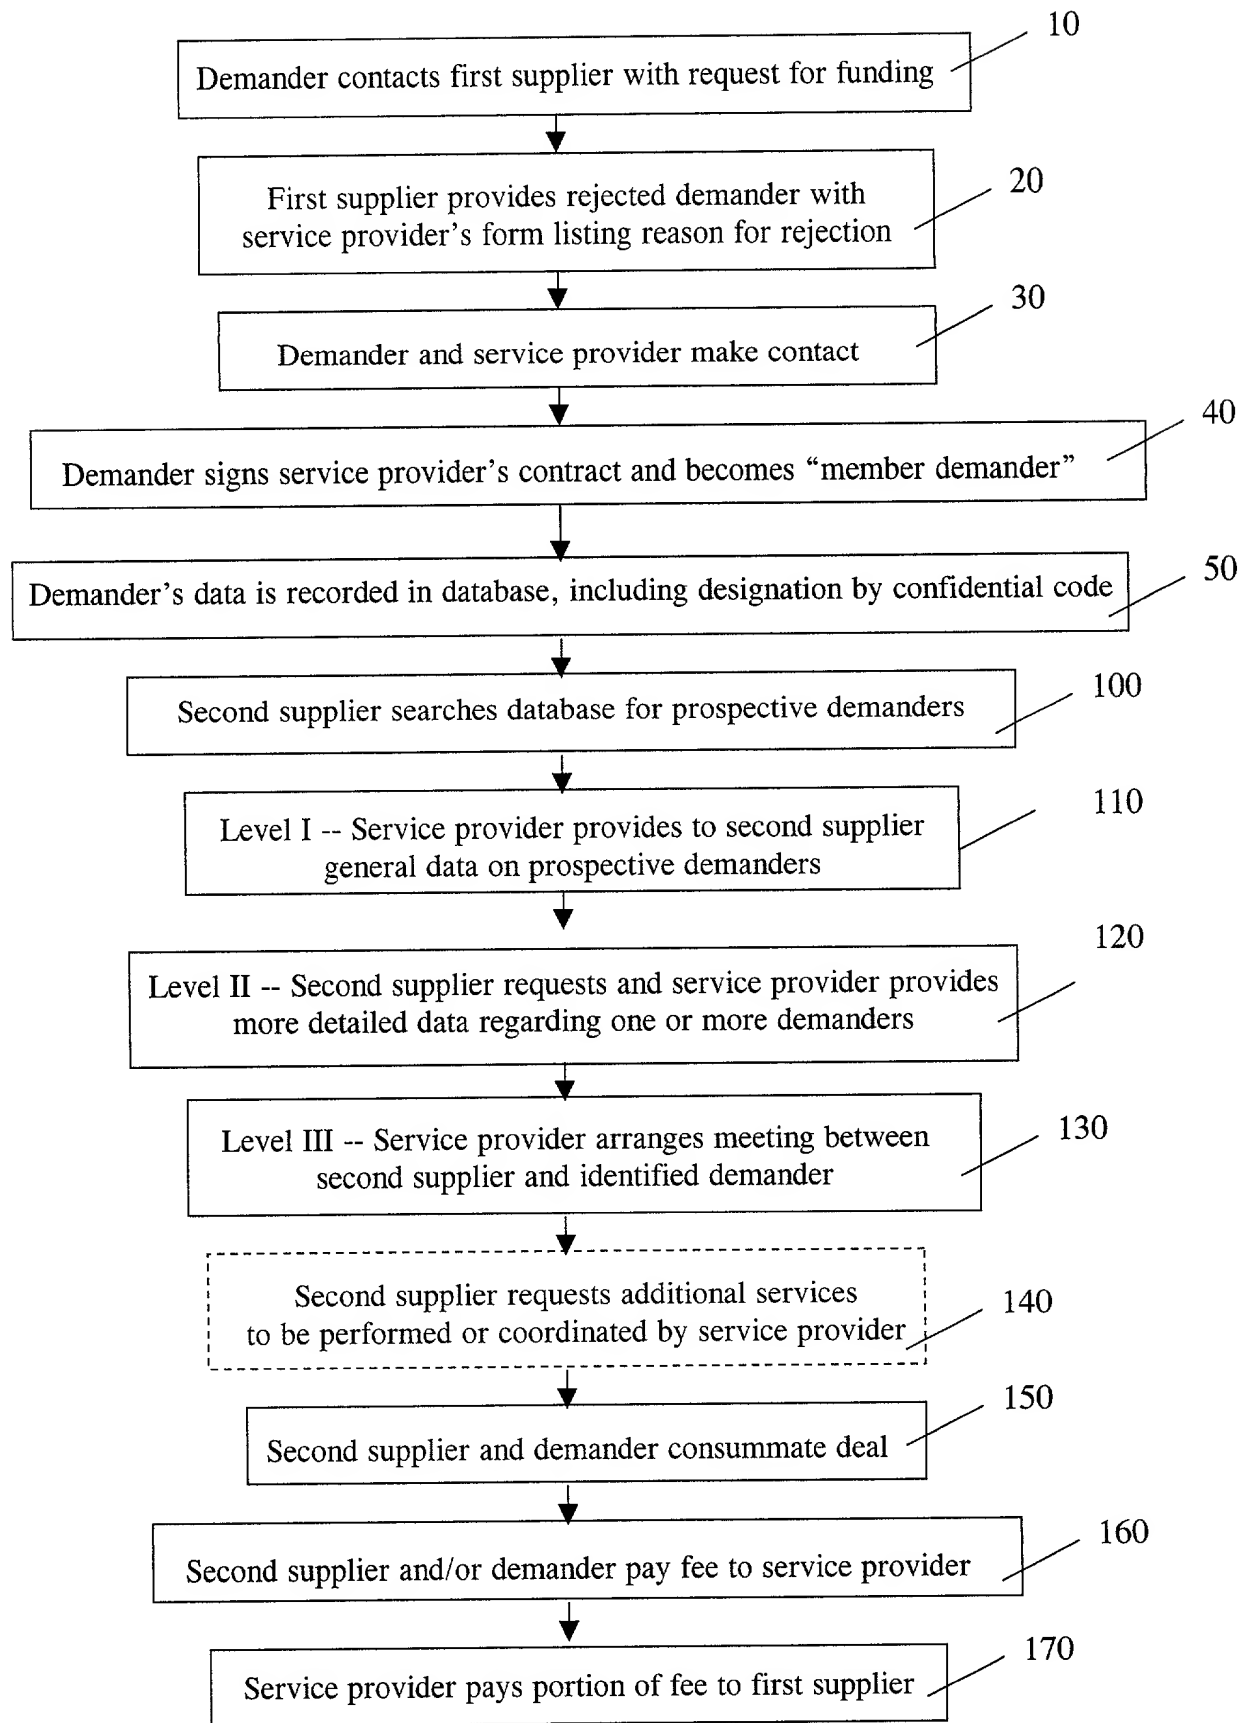 10
Demander contacts first supplier with request for funding
20
First supplier provides rejected demander with
service provider's form listing reason for rejection
30
Demander and service provider make contact
40
Demander signs service provider's contract and becomes “member demander”
50
Demander's data is recorded in database, including designation by confidential code
100
Second supplier searches database for prospective demanders
110
Level I -- Service provider provides to second supplier
general data on prospective demanders
120
Level II -- Second supplier requests and service provider provides
more detailed data regarding one or more demanders
130
Level III -- Service provider arranges meeting between
second supplier and identified demander
140
Second supplier requests additional services
to be performed or coordinated by service provider
150
Second supplier and demander consummate deal
160
Second supplier and/or demander pay fee to service provider
170
Service provider pays portion of fee to first supplier